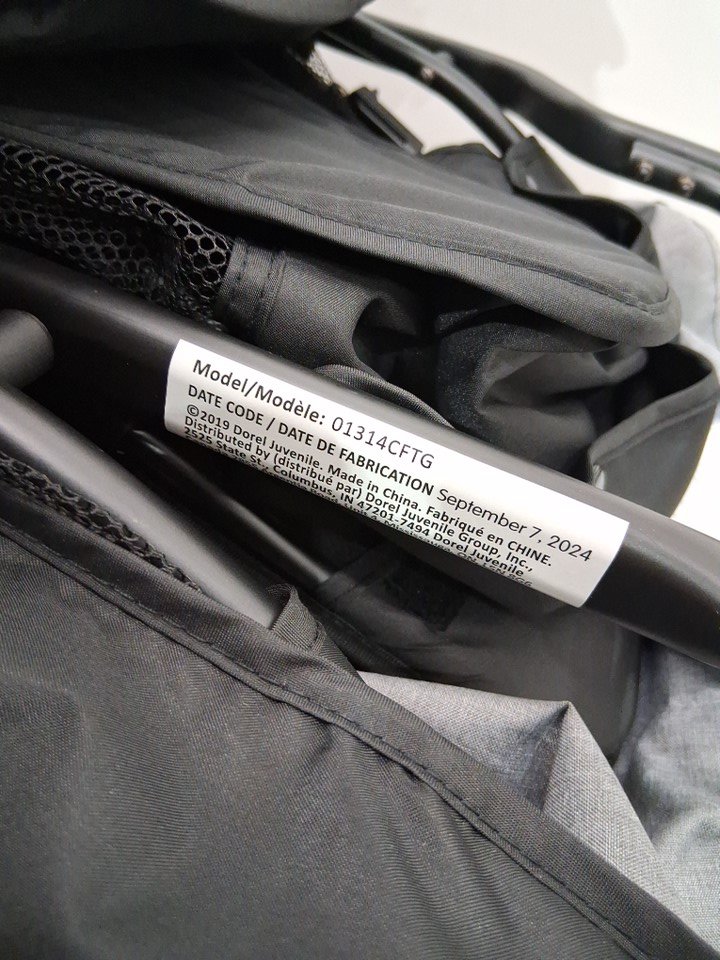 Model/Modèle: 01314CFTG
DATE CODE / DATE DE FABRICATION September 7, 2024
©2019 Dorel Juvenile. Made in China. Fabriqué en CHINE.
Distributed by (distribué par) Dorel Juvenile Group, Inc.,
2525 State St., Columbus, IN 47201-7494 Dorel Juvenile